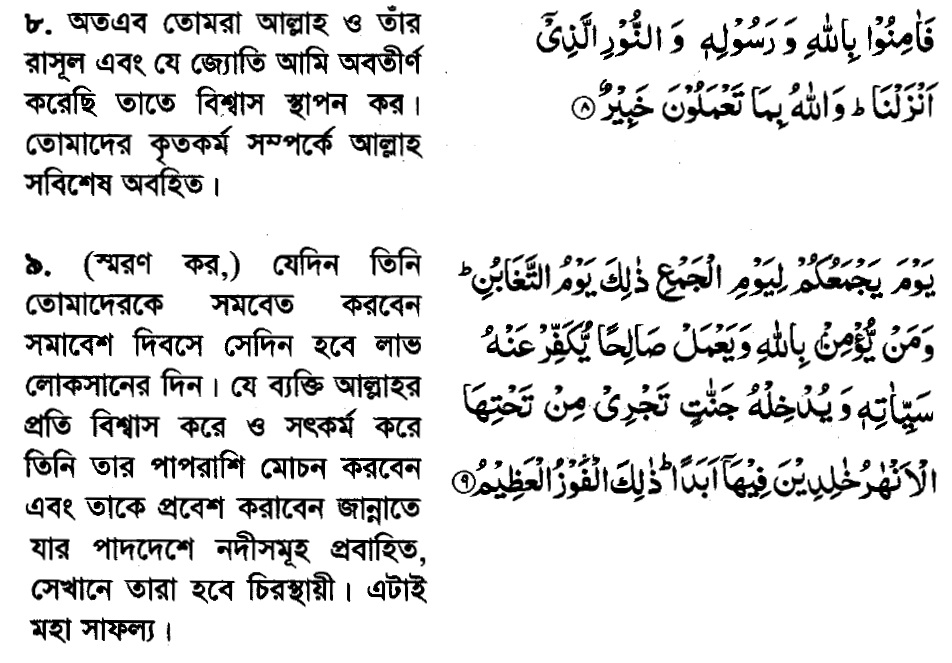 ৮. অতএব তোমরা আল্লাহ ও তাঁর
রাসূল এবং যে জ্যোতি আমি অবতীর্ণ
করেছি তাতে বিশ্বাস স্থাপন কর।
তোমাদের কৃতকর্ম সম্পর্কে আল্লাহ
সবিশেষ অবহিত।
فَاٰمِنُوْا بِاللّٰهِ وَ رَسُوْلِهٖ وَ النُّوْرِ الَّذِىْٓ
اَنْزَلْنَا ؕ وَاللّٰهُ بِمَا تَعْمَلُوْنَ خَبِيْرٌ ۝۸
৯. (স্মরণ কর,) যেদিন তিনি
তোমাদেরকে সমবেত করবেন
সমাবেশ দিবসে সেদিন হবে লাভ
লোকসানের দিন। যে ব্যক্তি আল্লাহর
প্রতি বিশ্বাস করে ও সৎকর্ম করে
তিনি তার পাপরাশি মোচন করবেন
এবং তাকে প্রবেশ করাবেন জান্নাতে
যার পাদদেশে নদীসমূহ প্রবাহিত,
সেখানে তারা হবে চিরস্থায়ী। এটাই
মহা সাফল্য।
يَوْمَ يَجْمَعُكُمْ لِيَوْمِ الْجَمْعِ ذٰلِكَ يَوْمُ التَّغَابُنِ ؕ
وَمَنْ يُّؤْمِنْۢ بِاللّٰهِ وَيَعْمَلْ صَالِحًا يُّكَفِّرْ عَنْهُ
سَيِّاٰتِهٖ وَ يُدْخِلْهُ جَنّٰتٍ تَجْرِىْ مِنْ تَحْتِهَا
الْاَنْهٰرُ خٰلِدِيْنَ فِيْهَاۤ اَبَدًا ؕ ذٰلِكَ الْفَوْزُ الْعَظِيْمُ ۝۹